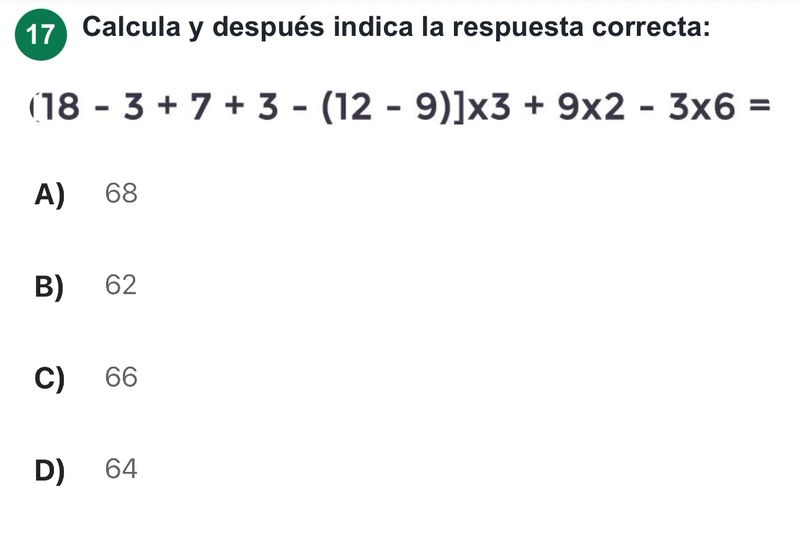 17 Calcula y después indica la respuesta correcta:
(18 - 3 + 7 + 3 - (12 - 9)]x3 + 9x2 - 3x6 =
A) 68
B) 62
C) 66
D) 64